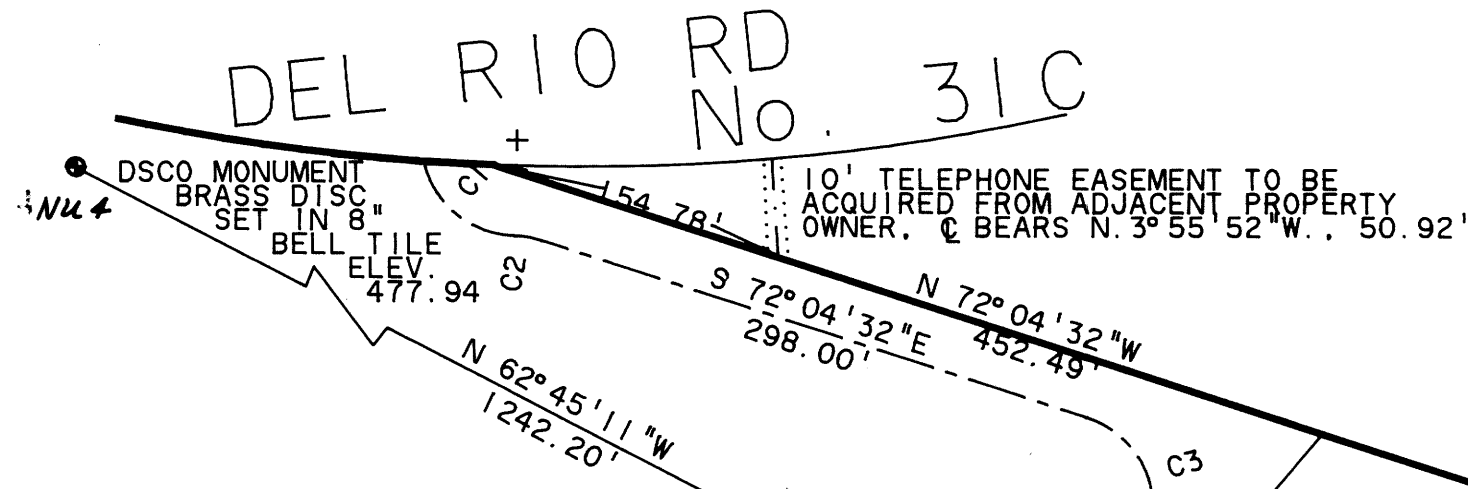 DEL RIO RD
No. 31C
DSCO MONUMENT
BRASS DISC
SET IN 8"
BELL TILE
ELEV.
477.94
NU4
C1
154.78'
10' TELEPHONE EASEMENT TO BE
ACQUIRED FROM ADJACENT PROPERTY
OWNER. ℄ BEARS N.3°55'52"W., 50.92'
C2
S 72°04'32"E
298.00'
N 72°04'32"W
452.49'
N 62°45'11"W
1242.20'
C3